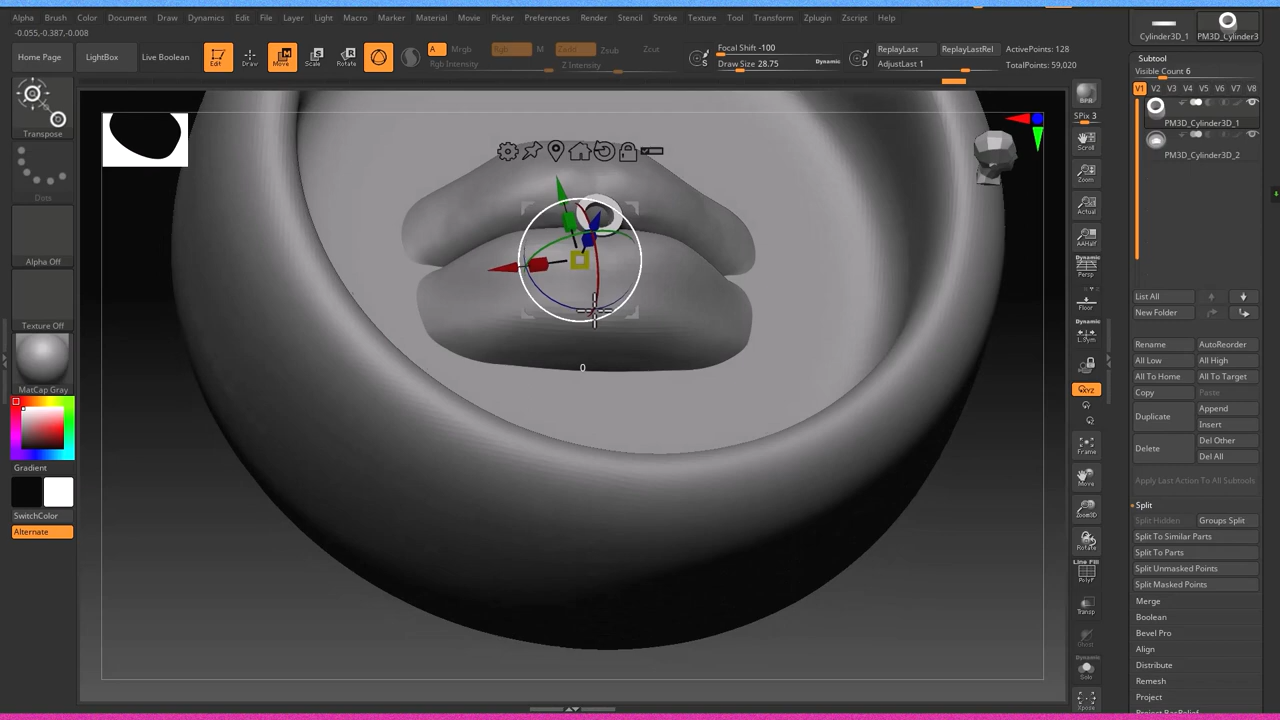 Alpha Brush Color Document Draw Dynamics Edit File Layer Light Macro Marker Material Movie Picker Preferences Render Stencil Stroke Texture Tool Transform Zplugin Zscript Help
-0.055,-0.387,-0.008
Home Page LightBox Live Boolean Edit Draw Move Scale Rotate
A Mrgb Rgb M Zadd Zsub Zcut
Rgb Intensity Z Intensity
Focal Shift -100
Draw Size 28.75 Dynamic
ReplayLast ReplayLastRel
AdjustLast 1
ActivePoints: 128
TotalPoints: 59,020
Transpose
Dots
Alpha Off
Texture Off
MatCap Gray
Gradient
SwitchColor
Alternate
0
BPR
SPix 3
Scroll
Zoom
Actual
AAHalf
Persp
Floor
Dynamic
L.Sym
XYZ
Frame
Move
Zoom3D
Rotate
Line Fill
PolyF
Transp
Ghost
Dynamic
Solo
Xpose
Cylinder3D_1 PM3D_Cylinder3
Subtool
Visible Count 6
V1 V2 V3 V4 V5 V6 V7 V8
PM3D_Cylinder3D_1
PM3D_Cylinder3D_2
List All
New Folder
Rename AutoReorder
All Low All High
All To Home All To Target
Copy Paste
Duplicate Append
Insert
Delete Del Other
Del All
Apply Last Action To All Subtools
Split
Split Hidden Groups Split
Split To Similar Parts
Split To Parts
Split Unmasked Points
Split Masked Points
Merge
Boolean
Bevel Pro
Align
Distribute
Remesh
Project
Project BasRelief